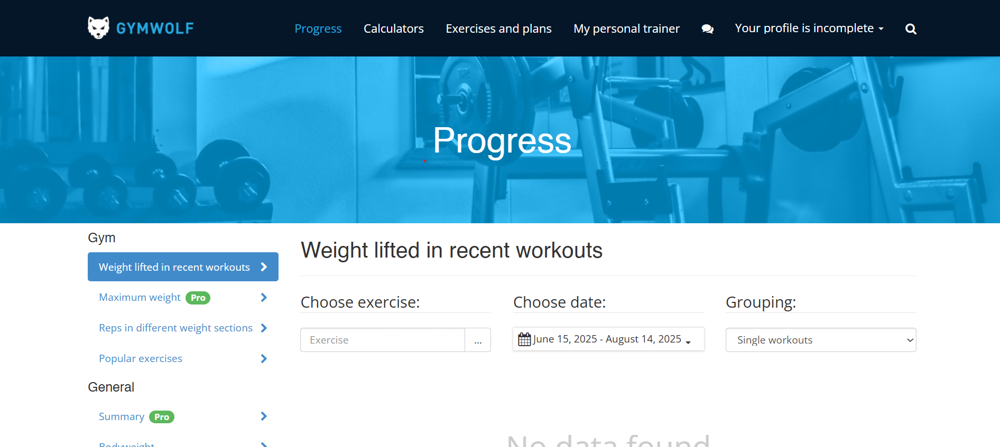 GYMWOLF
Progress
Calculators
Exercises and plans
My personal trainer
Your profile is incomplete
Progress
Gym
Weight lifted in recent workouts
Maximum weight Pro
Reps in different weight sections
Popular exercises
General
Summary Pro
Bodyweight
Weight lifted in recent workouts
Choose exercise:
Exercise
...
Choose date:
June 15, 2025 - August 14, 2025
Grouping:
Single workouts
No data found